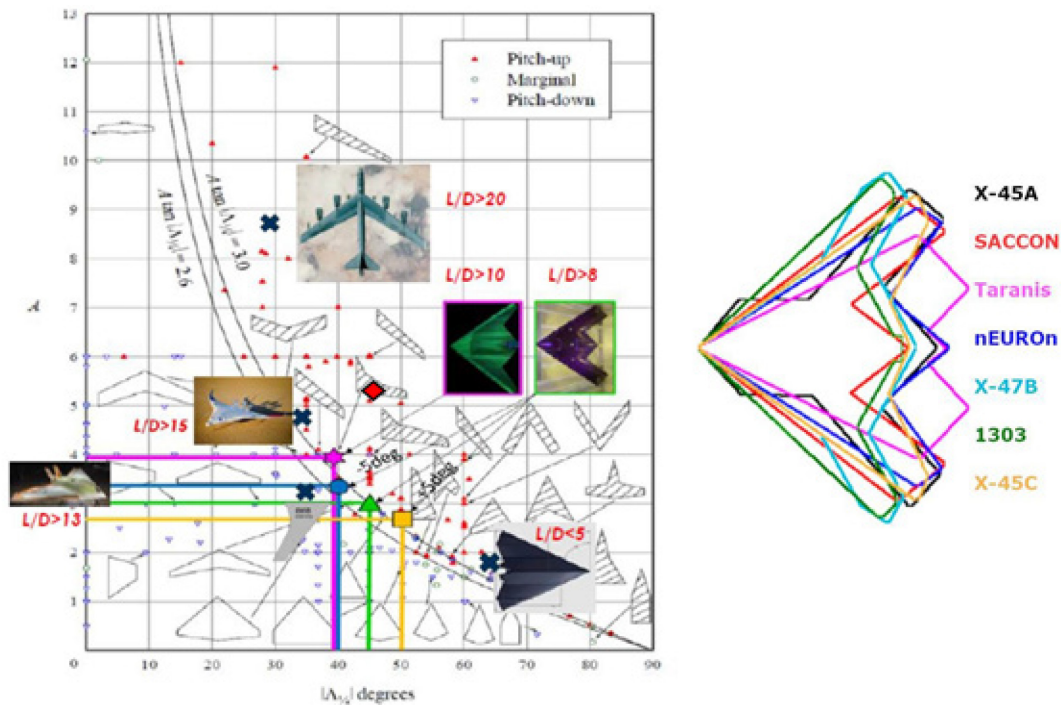 13
12
11
10
9
8
7
6
5
4
3
2
1
0
Pitch-up
Marginal
Pitch-down
A tan |Λ¼| = 2.6
A tan |Λ¼| = 3.0
L/D>20
L/D>10
L/D>8
L/D>15
-5deg
+5deg
L/D>13
L/D<5
0
10
20
30
40
50
60
70
80
90
|Λ¼| degrees
X-45A
SACCON
Taranis
nEUROn
X-47B
1303
X-45C